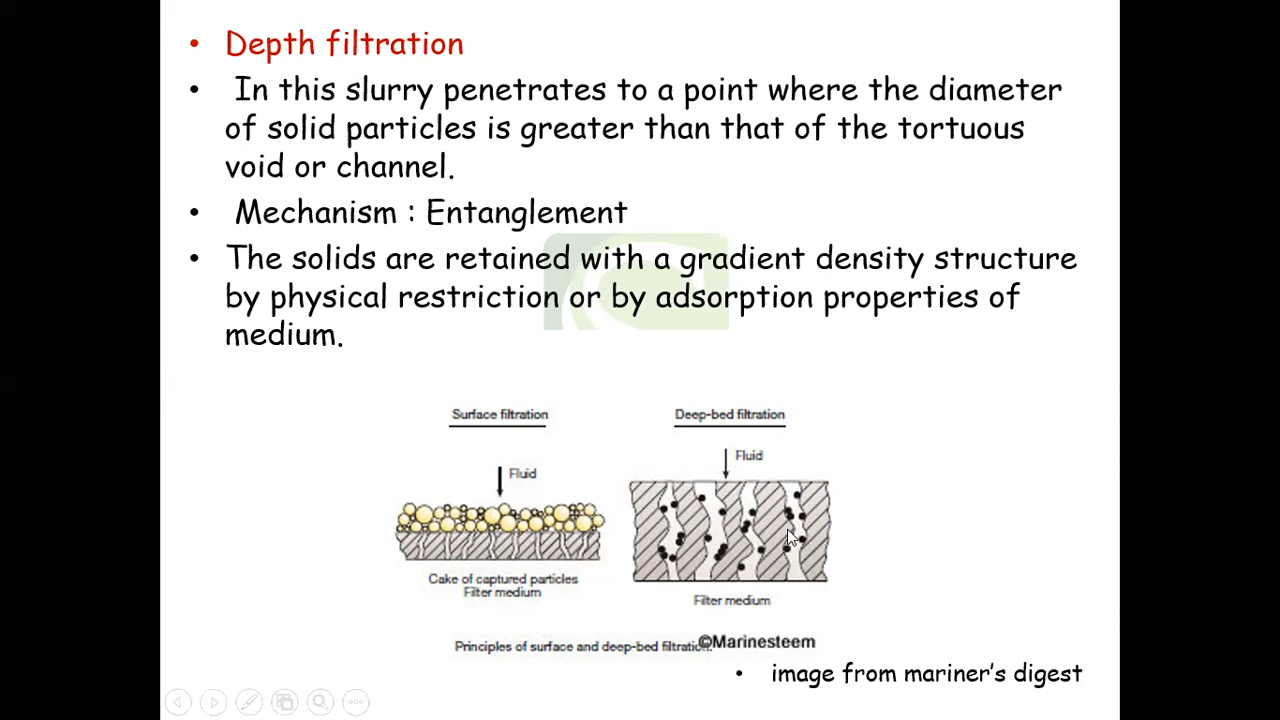 • Depth filtration
• In this slurry penetrates to a point where the diameter
of solid particles is greater than that of the tortuous
void or channel.
• Mechanism : Entanglement
• The solids are retained with a gradient density structure
by physical restriction or by adsorption properties of
medium.
Surface filtration
Fluid
Cake of captured particles
Filter medium
Deep-bed filtration
Fluid
Filter medium
Principles of surface and deep-bed filtration.
©Marinesteem
• image from mariner's digest